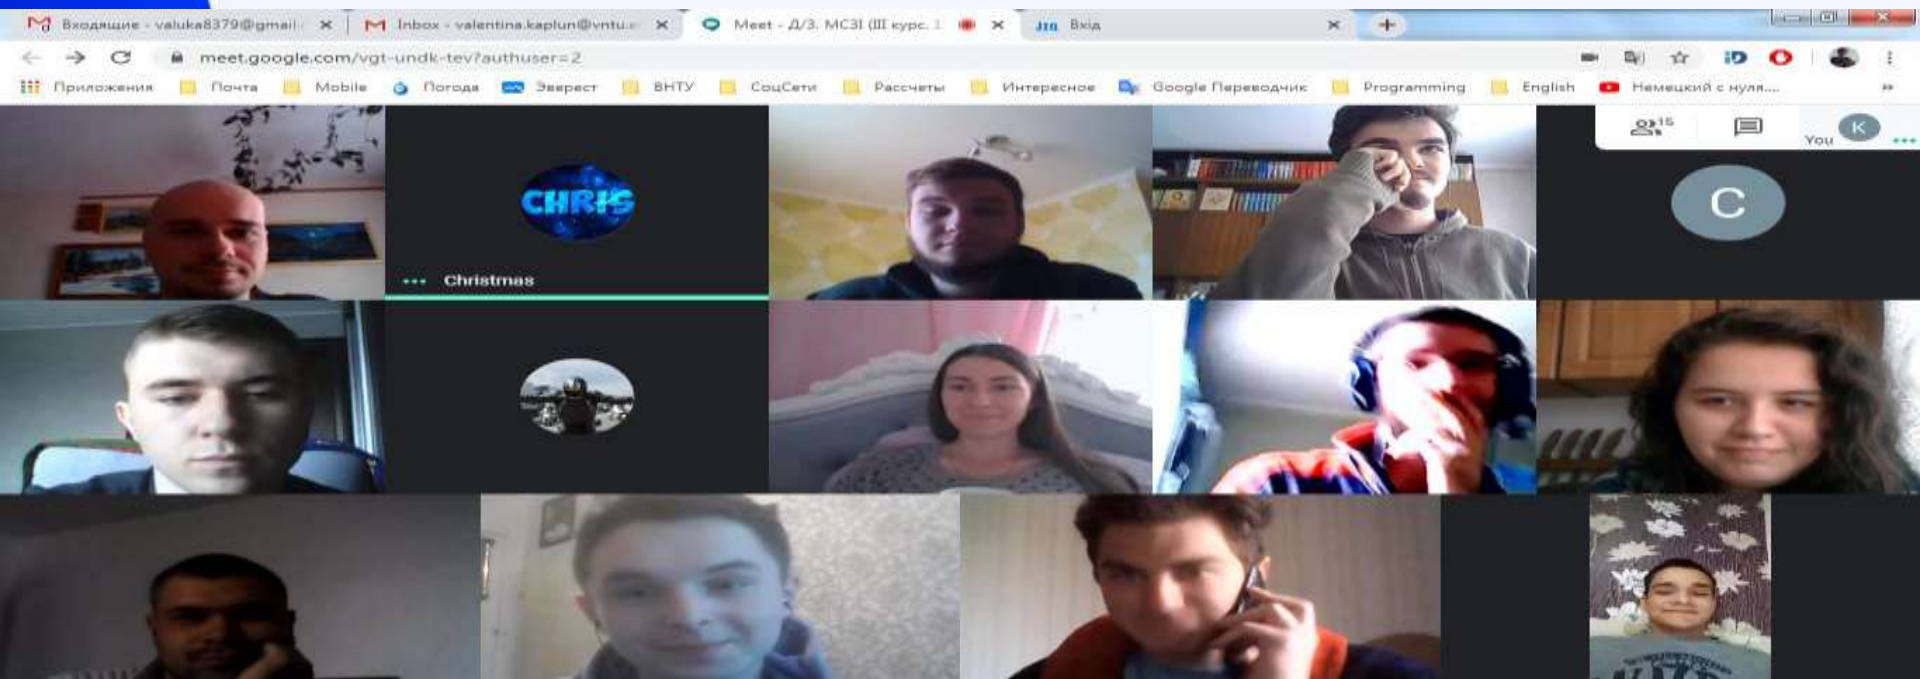 Входящие - valuka8379@gmail
Inbox - valentina.kaplun@vntu.e
Meet - Д/З. МСЗІ (ІІІ курс. 1
JIQ Вхід
meet.google.com/vgt-undk-tev?authuser=2
Приложения Почта Mobile Погода Эверест ВНТУ СоцСети Рассчеты Интересное Google Переводчик Programming English Немецкий с нуля....
15
You K
CHRIS
C
Christmas